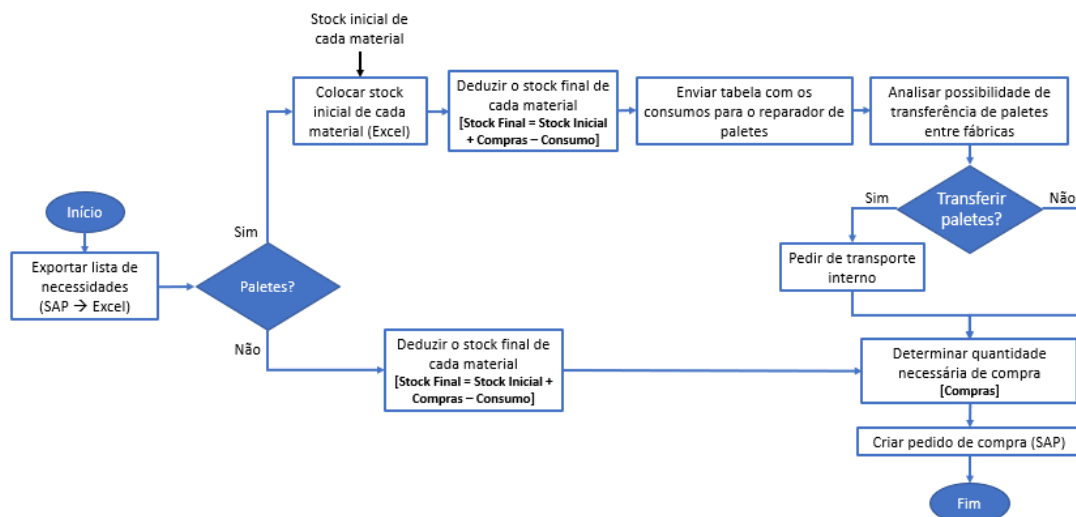 Stock inicial de
cada material
Colocar stock
inicial de cada
material (Excel)
Deduzir o stock final de
cada material
[Stock Final = Stock Inicial
+ Compras – Consumo]
Enviar tabela com os
consumos para o reparador de
paletes
Analisar possibilidade de
transferência de paletes
entre fábricas
Sim
Transferir
paletes?
Não
Início
Sim
Pedir de transporte
interno
Exportar lista de
necessidades
(SAP → Excel)
Paletes?
Não
Deduzir o stock final de
cada material
[Stock Final = Stock Inicial +
Compras – Consumo]
Determinar quantidade
necessária de compra
[Compras]
Criar pedido de compra (SAP)
Fim